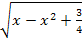 √(x − x² + 3/4)